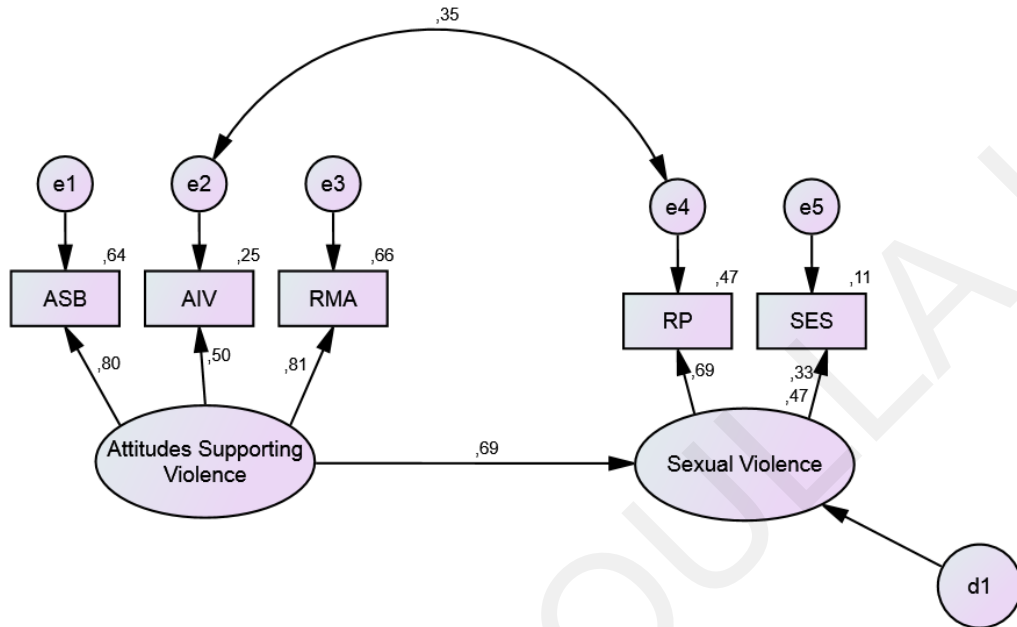 ,35
e1
e2
e3
e4
e5
,64
,25
,66
,47
,11
ASB
AIV
RMA
RP
SES
,80
,50
,81
,69
,33
,47
Attitudes Supporting
Violence
,69
Sexual Violence
d1